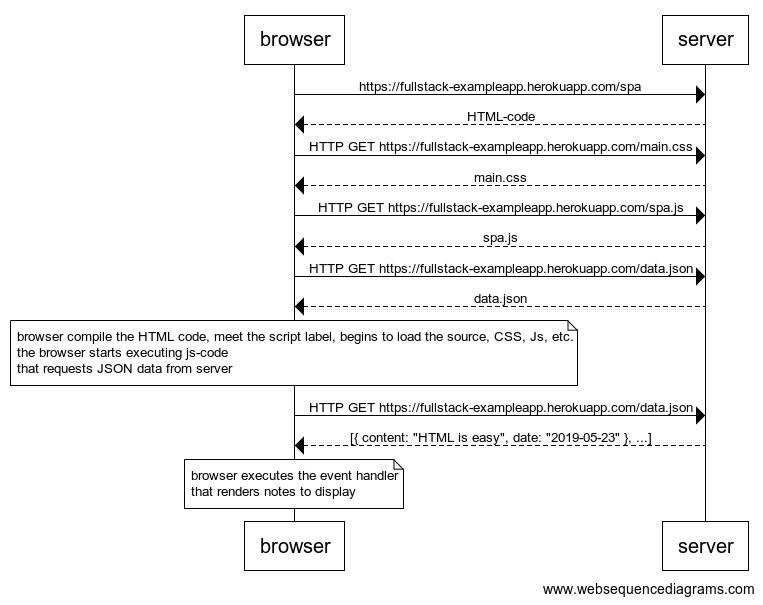 browser
server
https://fullstack-exampleapp.herokuapp.com/spa
HTML-code
HTTP GET https://fullstack-exampleapp.herokuapp.com/main.css
main.css
HTTP GET https://fullstack-exampleapp.herokuapp.com/spa.js
spa.js
HTTP GET https://fullstack-exampleapp.herokuapp.com/data.json
data.json
browser compile the HTML code, meet the script label, begins to load the source, CSS, Js, etc.
the browser starts executing js-code
that requests JSON data from server
HTTP GET https://fullstack-exampleapp.herokuapp.com/data.json
[{ content: "HTML is easy", date: "2019-05-23" }, ...]
browser executes the event handler
that renders notes to display
browser
server
www.websequencediagrams.com